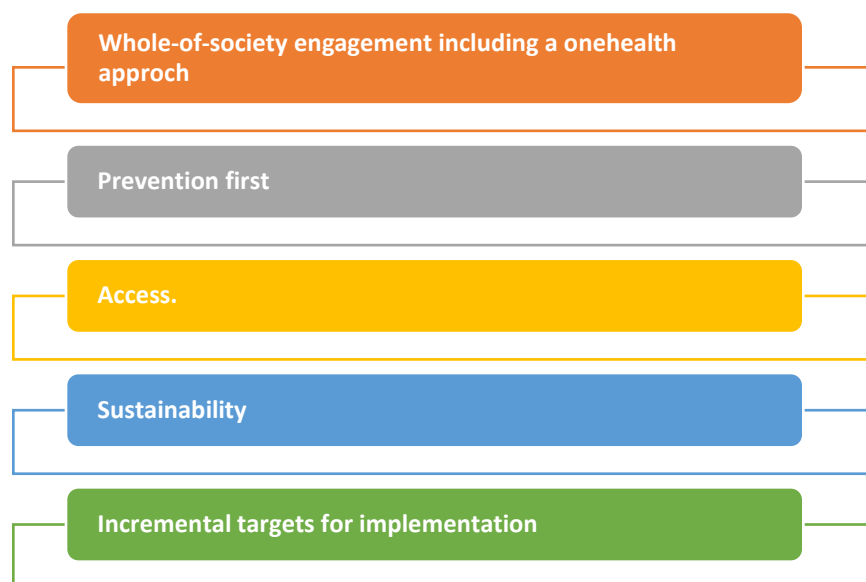 Whole-of-society engagement including a onehealth
approch
Prevention first
Access.
Sustainability
Incremental targets for implementation